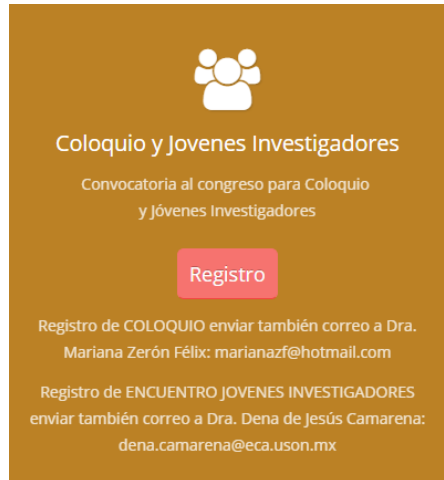 Coloquio y Jovenes Investigadores
Convocatoria al congreso para Coloquio
y Jóvenes Investigadores
Registro
Registro de COLOQUIO enviar también correo a Dra.
Mariana Zerón Félix: marianazf@hotmail.com
Registro de ENCUENTRO JOVENES INVESTIGADORES
enviar también correo a Dra. Dena de Jesús Camarena:
dena.camarena@eca.uson.mx